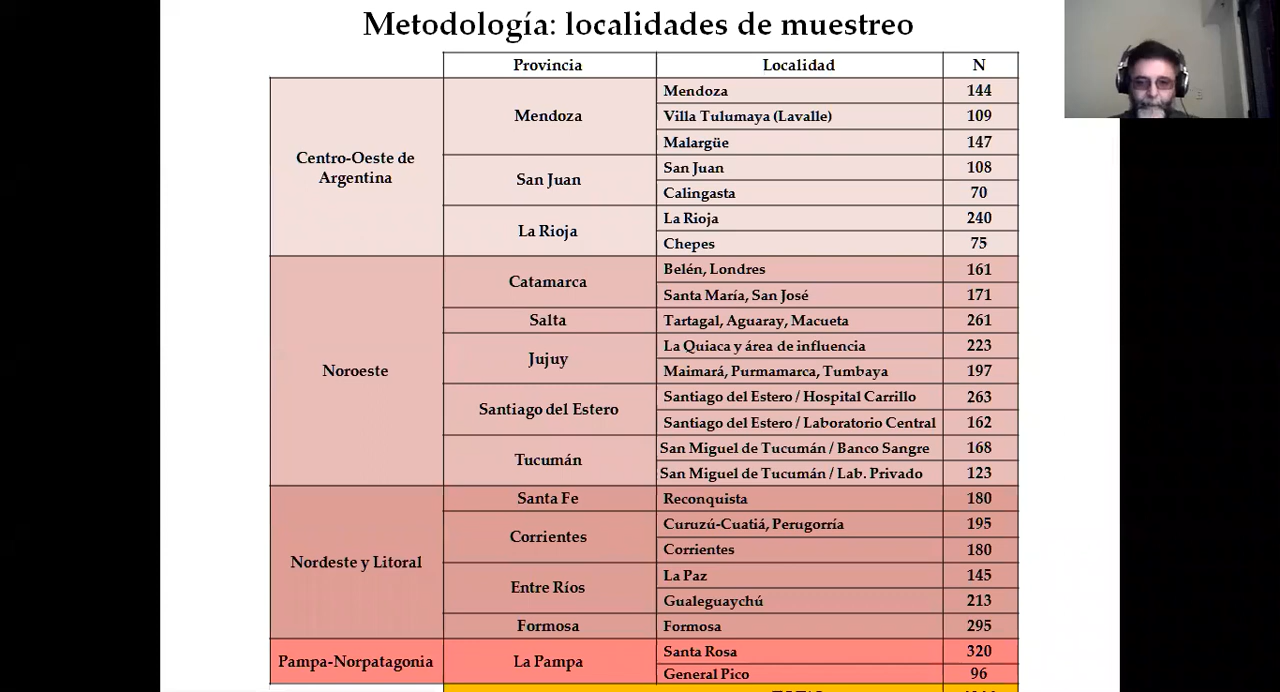 Metodología: localidades de muestreo
Provincia Localidad N
Centro-Oeste de
Argentina
Mendoza
Mendoza 144
Villa Tulumaya (Lavalle) 109
Malargüe 147
San Juan
San Juan 108
Calingasta 70
La Rioja
La Rioja 240
Chepes 75
Noroeste
Catamarca
Belén, Londres 161
Santa María, San José 171
Salta
Tartagal, Aguaray, Macueta 261
Jujuy
La Quiaca y área de influencia 223
Maimará, Purmamarca, Tumbaya 197
Santiago del Estero
Santiago del Estero / Hospital Carrillo 263
Santiago del Estero / Laboratorio Central 162
Tucumán
San Miguel de Tucumán / Banco Sangre 168
San Miguel de Tucumán / Lab. Privado 123
Nordeste y Litoral
Santa Fe
Reconquista 180
Corrientes
Curuzú-Cuatiá, Perugorría 195
Corrientes 180
Entre Ríos
La Paz 145
Gualeguaychú 213
Formosa
Formosa 295
Pampa-Norpatagonia
La Pampa
Santa Rosa 320
General Pico 96